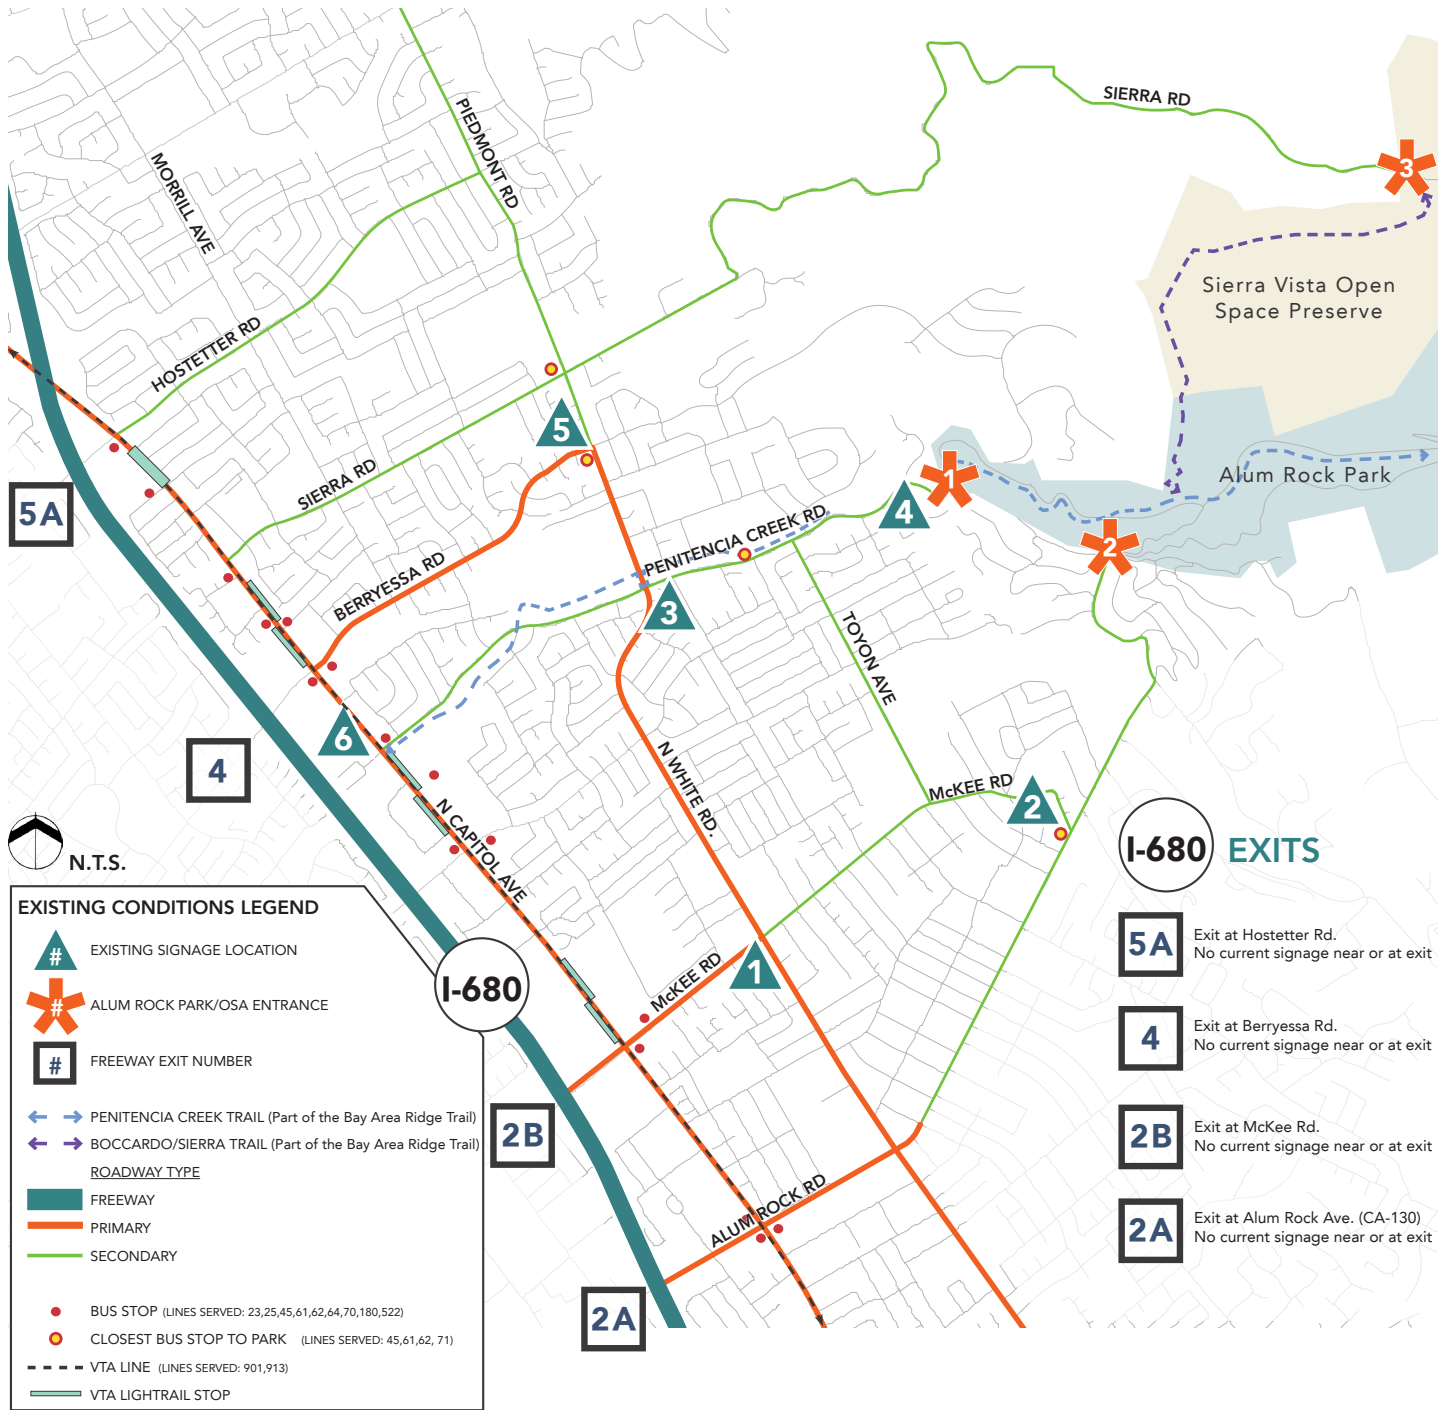 SIERRA RD
PIEDMONT RD
MORRILL AVE
3
Sierra Vista Open
Space Preserve
HOSTETTER RD
5
SIERRA RD
1
Alum Rock Park
5A
4
PENITENCIA CREEK RD
2
BERRYESSA RD
3
TOYON AVE
6
4
N WHITE RD.
McKEE RD
2
N CAPITOL AVE
N.T.S.
I-680 EXITS
5A
Exit at Hostetter Rd.
No current signage near or at exit
4
Exit at Berryessa Rd.
No current signage near or at exit
2B
Exit at McKee Rd.
No current signage near or at exit
2A
Exit at Alum Rock Ave. (CA-130)
No current signage near or at exit
1
McKEE RD
I-680
2B
ALUM ROCK RD
2A
EXISTING CONDITIONS LEGEND
# EXISTING SIGNAGE LOCATION
# ALUM ROCK PARK/OSA ENTRANCE
# FREEWAY EXIT NUMBER
PENITENCIA CREEK TRAIL (Part of the Bay Area Ridge Trail)
BOCCARDO/SIERRA TRAIL (Part of the Bay Area Ridge Trail)
ROADWAY TYPE
FREEWAY
PRIMARY
SECONDARY
BUS STOP (LINES SERVED: 23,25,45,61,62,64,70,180,522)
CLOSEST BUS STOP TO PARK (LINES SERVED: 45,61,62, 71)
VTA LINE (LINES SERVED: 901,913)
VTA LIGHTRAIL STOP